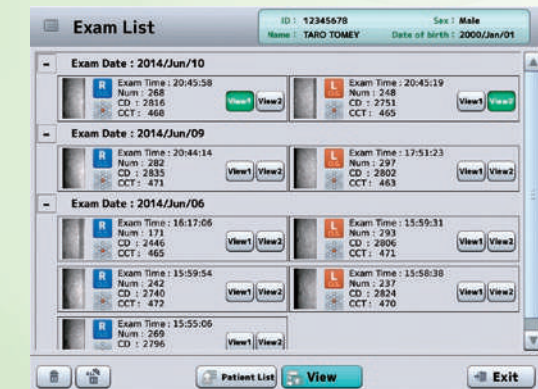 Exam List
ID : 12345678 Sex : Male
Name : TARO TOMEY Date of birth : 2000/Jan/01
- Exam Date : 2014/Jun/10
R Exam Time : 20:45:58
Num : 268
CD : 2816
CCT : 468
View1 View2
L Exam Time : 20:45:19
Num : 248
CD : 2751
CCT : 465
View1 View2
- Exam Date : 2014/Jun/09
R Exam Time : 20:44:14
Num : 282
CD : 2835
CCT : 471
View1 View2
L Exam Time : 17:51:23
Num : 297
CD : 2802
CCT : 463
View1 View2
- Exam Date : 2014/Jun/06
R Exam Time : 16:17:06
Num : 171
CD : 2446
CCT : 465
View1 View2
L Exam Time : 15:59:31
Num : 293
CD : 2806
CCT : 471
View1 View2
R Exam Time : 15:59:54
Num : 242
CD : 2740
CCT : 472
View1 View2
L Exam Time : 15:58:38
Num : 237
CD : 2824
CCT : 470
View1 View2
R Exam Time : 15:55:06
Num : 269
CD : 2796
View1 View2
Patient List View Exit